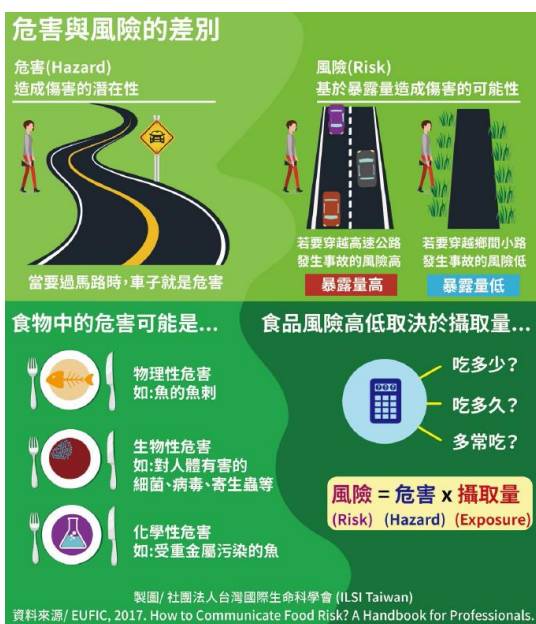 危害與風險的差別
危害(Hazard)
造成傷害的潛在性
當要過馬路時,車子就是危害
風險(Risk)
基於暴露量造成傷害的可能性
若要穿越高速公路
發生事故的風險高
暴露量高
若要穿越鄉間小路
發生事故的風險低
暴露量低
食物中的危害可能是...
物理性危害
如:魚的魚刺
生物性危害
如:對人體有害的
細菌、病毒、寄生蟲等
化學性危害
如:受重金屬污染的魚
食品風險高低取決於攝取量...
吃多少?
吃多久?
多常吃?
風險 = 危害 x 攝取量
(Risk) (Hazard) (Exposure)
製圖/ 社團法人台灣國際生命科學會 (ILSI Taiwan)
資料來源/ EUFIC, 2017. How to Communicate Food Risk? A Handbook for Professionals.